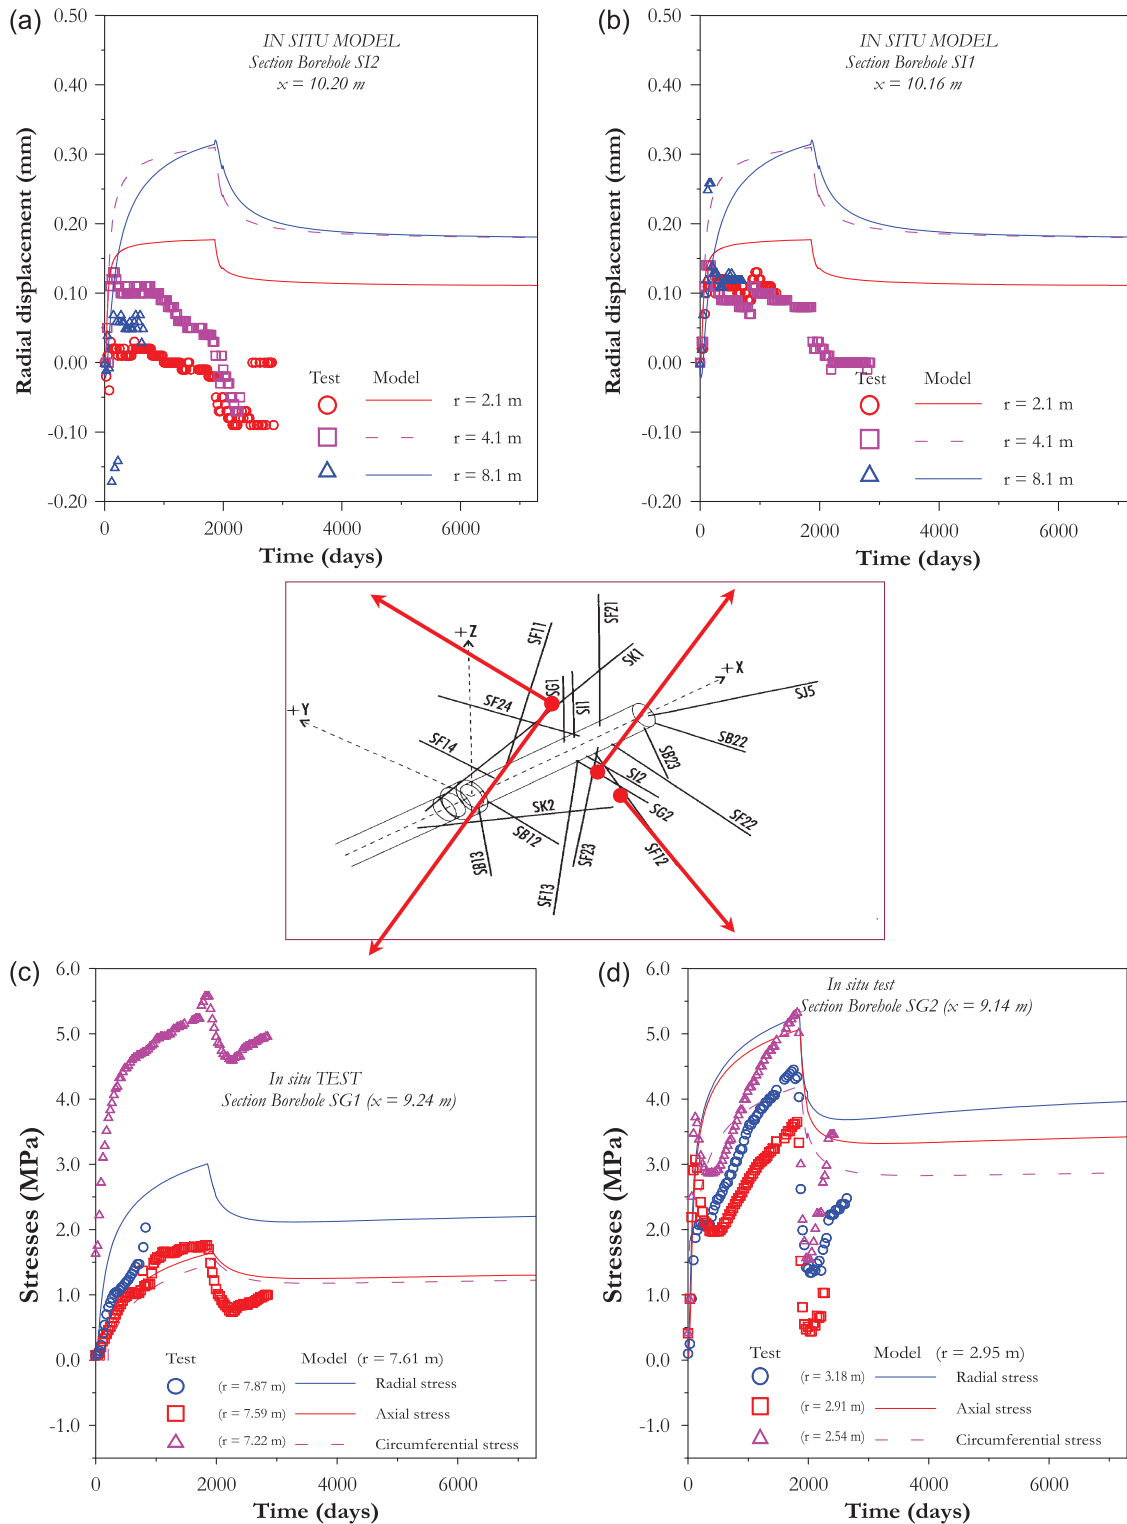 (a)
IN SITU MODEL
Section Borehole SI2
x = 10.20 m
Radial displacement (mm)
0.50
0.40
0.30
0.20
0.10
0.00
-0.10
-0.20
Test Model
r = 2.1 m
r = 4.1 m
r = 8.1 m
0 2000 4000 6000
Time (days)
(b)
IN SITU MODEL
Section Borehole SI1
x = 10.16 m
Radial displacement (mm)
0.50
0.40
0.30
0.20
0.10
0.00
-0.10
-0.20
Test Model
r = 2.1 m
r = 4.1 m
r = 8.1 m
0 2000 4000 6000
Time (days)
+Z
SF11
SF21
SK1
SG1
SI1
+X
SJ5
+Y
SF24
SB22
SF14
SB23
SI2
SG2
SK2
SF22
SB12
SB13
SF23
SF12
SF13
(c)
In situ TEST
Section Borehole SG1 (x = 9.24 m)
Stresses (MPa)
6.0
5.0
4.0
3.0
2.0
1.0
0.0
-1.0
Test Model (r = 7.61 m)
(r = 7.87 m) Radial stress
(r = 7.59 m) Axial stress
(r = 7.22 m) Circumferential stress
0 2000 4000 6000
Time (days)
(d)
In situ test
Section Borehole SG2 (x = 9.14 m)
Stresses (MPa)
6.0
5.0
4.0
3.0
2.0
1.0
0.0
-1.0
Test Model (r = 2.95 m)
(r = 3.18 m) Radial stress
(r = 2.91 m) Axial stress
(r = 2.54 m) Circumferential stress
0 2000 4000 6000
Time (days)